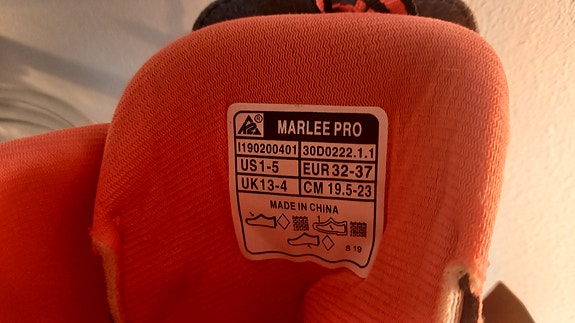 ® MARLEE PRO
I190200401 30D0222.1.1
US1-5 EUR 32-37
UK13-4 CM 19.5-23
MADE IN CHINA
S 19